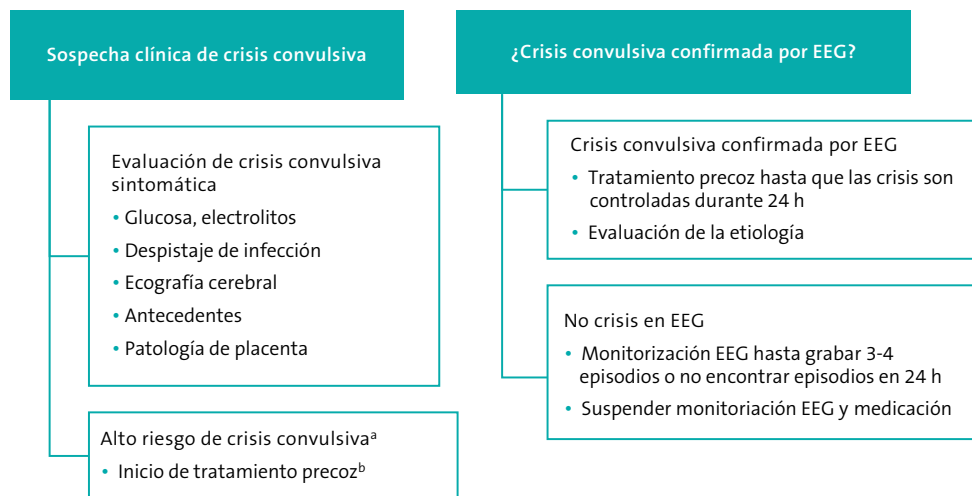 Sospecha clínica de crisis convulsiva
Evaluación de crisis convulsiva
sintomática
• Glucosa, electrolitos
• Despistaje de infección
• Ecografía cerebral
• Antecedentes
• Patología de placenta
Alto riesgo de crisis convulsivaᵃ
• Inicio de tratamiento precozᵇ
¿Crisis convulsiva confirmada por EEG?
Crisis convulsiva confirmada por EEG
• Tratamiento precoz hasta que las crisis son
controladas durante 24 h
• Evaluación de la etiología
No crisis en EEG
• Monitorización EEG hasta grabar 3-4
episodios o no encontrar episodios en 24 h
• Suspender monitoriación EEG y medicación